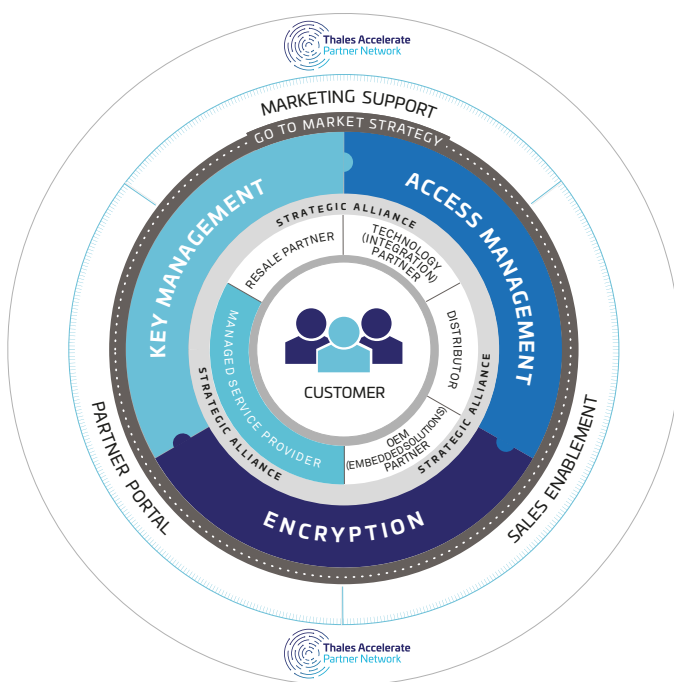 Thales Accelerate
Partner Network
MARKETING SUPPORT
GO TO MARKET STRATEGY
KEY MANAGEMENT
ACCESS MANAGEMENT
STRATEGIC ALLIANCE
RESALE PARTNER
TECHNOLOGY
(INTEGRATION)
PARTNER
MANAGED SERVICE PROVIDER
DISTRIBUTOR
CUSTOMER
OEM
(EMBEDDED SOLUTIONS)
PARTNER
STRATEGIC ALLIANCE
STRATEGIC ALLIANCE
PARTNER PORTAL
SALES ENABLEMENT
ENCRYPTION
Thales Accelerate
Partner Network